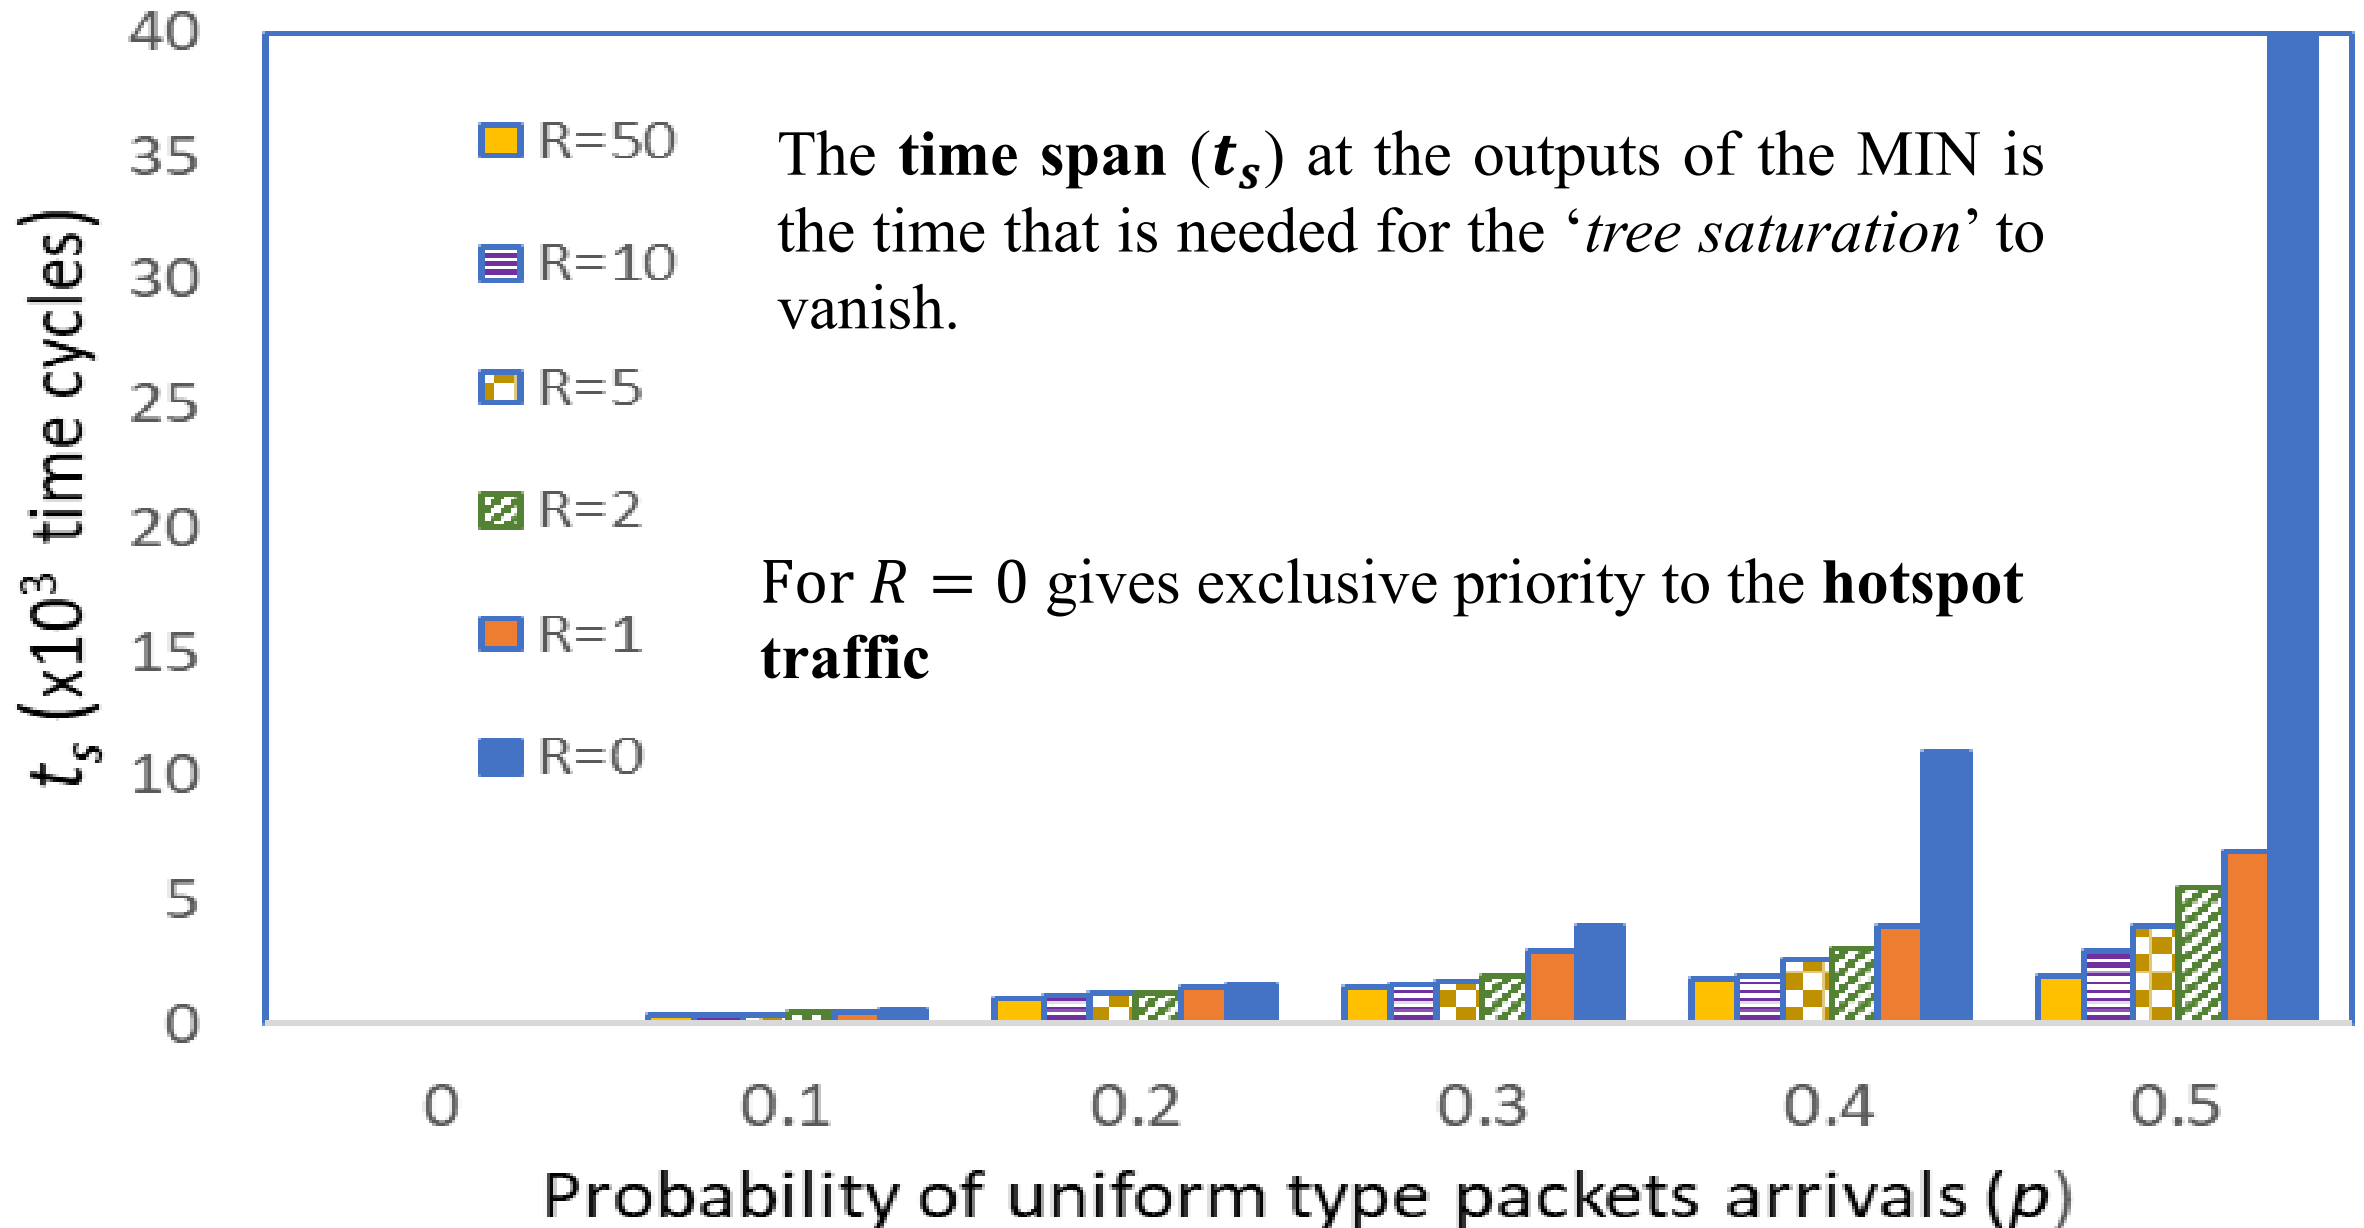 40
35
30
25
20
15
10
5
0
t_s (x10³ time cycles)
R=50
R=10
R=5
R=2
R=1
R=0
The time span (t_s) at the outputs of the MIN is
the time that is needed for the ‘tree saturation’ to
vanish.
For R = 0 gives exclusive priority to the hotspot
traffic
0 0.1 0.2 0.3 0.4 0.5
Probability of uniform type packets arrivals (p)